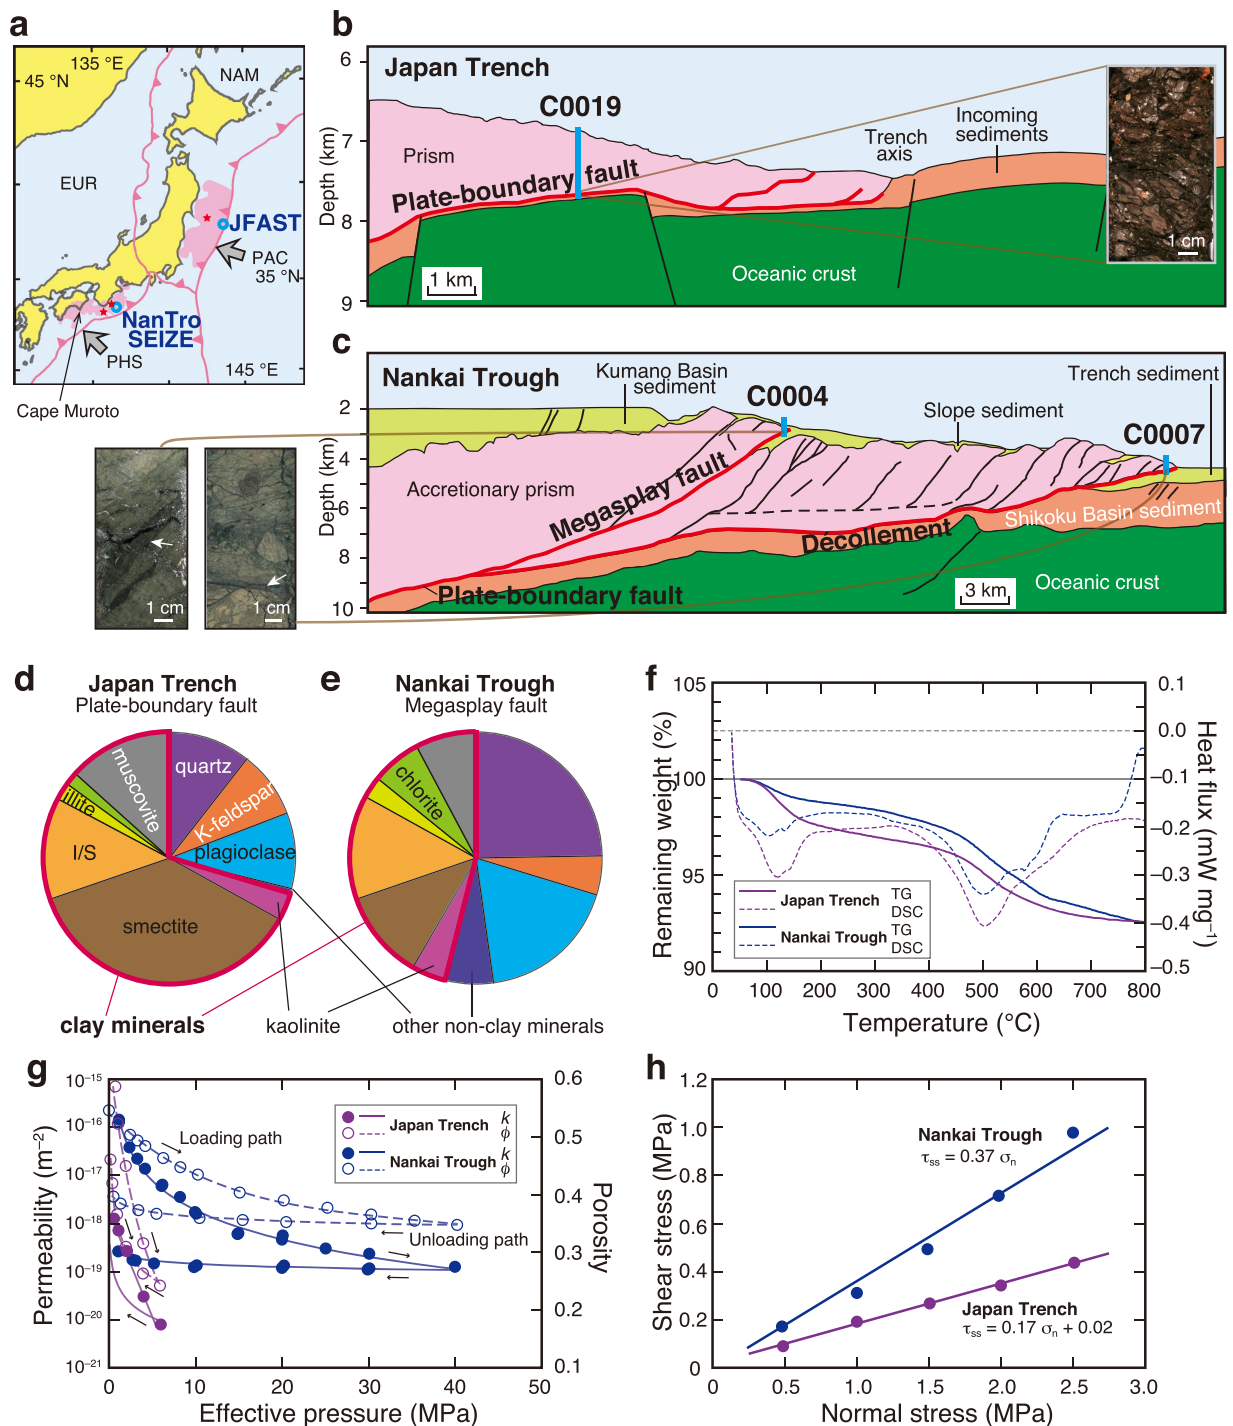 a
135 °E
45 °N
NAM
EUR
JFAST
PAC
35 °N
NanTro
SEIZE
PHS
145 °E
Cape Muroto
b
Japan Trench
C0019
Prism
Plate-boundary fault
Trench
axis
Incoming
sediments
Oceanic crust
1 km
1 cm
Depth (km)
6
7
8
9
c
Nankai Trough
Kumano Basin
sediment
C0004
Slope sediment
Trench sediment
C0007
Accretionary prism
Megasplay fault
Décollement
Shikoku Basin sediment
Plate-boundary fault
3 km
Oceanic crust
Depth (km)
2
4
6
8
10
1 cm
1 cm
d
Japan Trench
Plate-boundary fault
muscovite
quartz
K-feldspar
plagioclase
illite
I/S
smectite
e
Nankai Trough
Megasplay fault
chlorite
clay minerals
kaolinite
other non-clay minerals
f
105
100
95
90
Remaining weight (%)
0.1
0.0
−0.1
−0.2
−0.3
−0.4
−0.5
Heat flux (mW mg⁻¹)
Japan Trench TG
DSC
Nankai Trough TG
DSC
0 100 200 300 400 500 600 700 800
Temperature (°C)
g
10⁻¹⁵
10⁻¹⁶
10⁻¹⁷
10⁻¹⁸
10⁻¹⁹
10⁻²⁰
10⁻²¹
Permeability (m⁻²)
0.6
0.5
0.4
0.3
0.2
0.1
Porosity
Japan Trench k
ϕ
Nankai Trough k
ϕ
Loading path
Unloading path
0 10 20 30 40 50
Effective pressure (MPa)
h
1.2
1.0
0.8
0.6
0.4
0.2
0
Shear stress (MPa)
Nankai Trough
τss = 0.37 σn
Japan Trench
τss = 0.17 σn + 0.02
0 0.5 1.0 1.5 2.0 2.5 3.0
Normal stress (MPa)